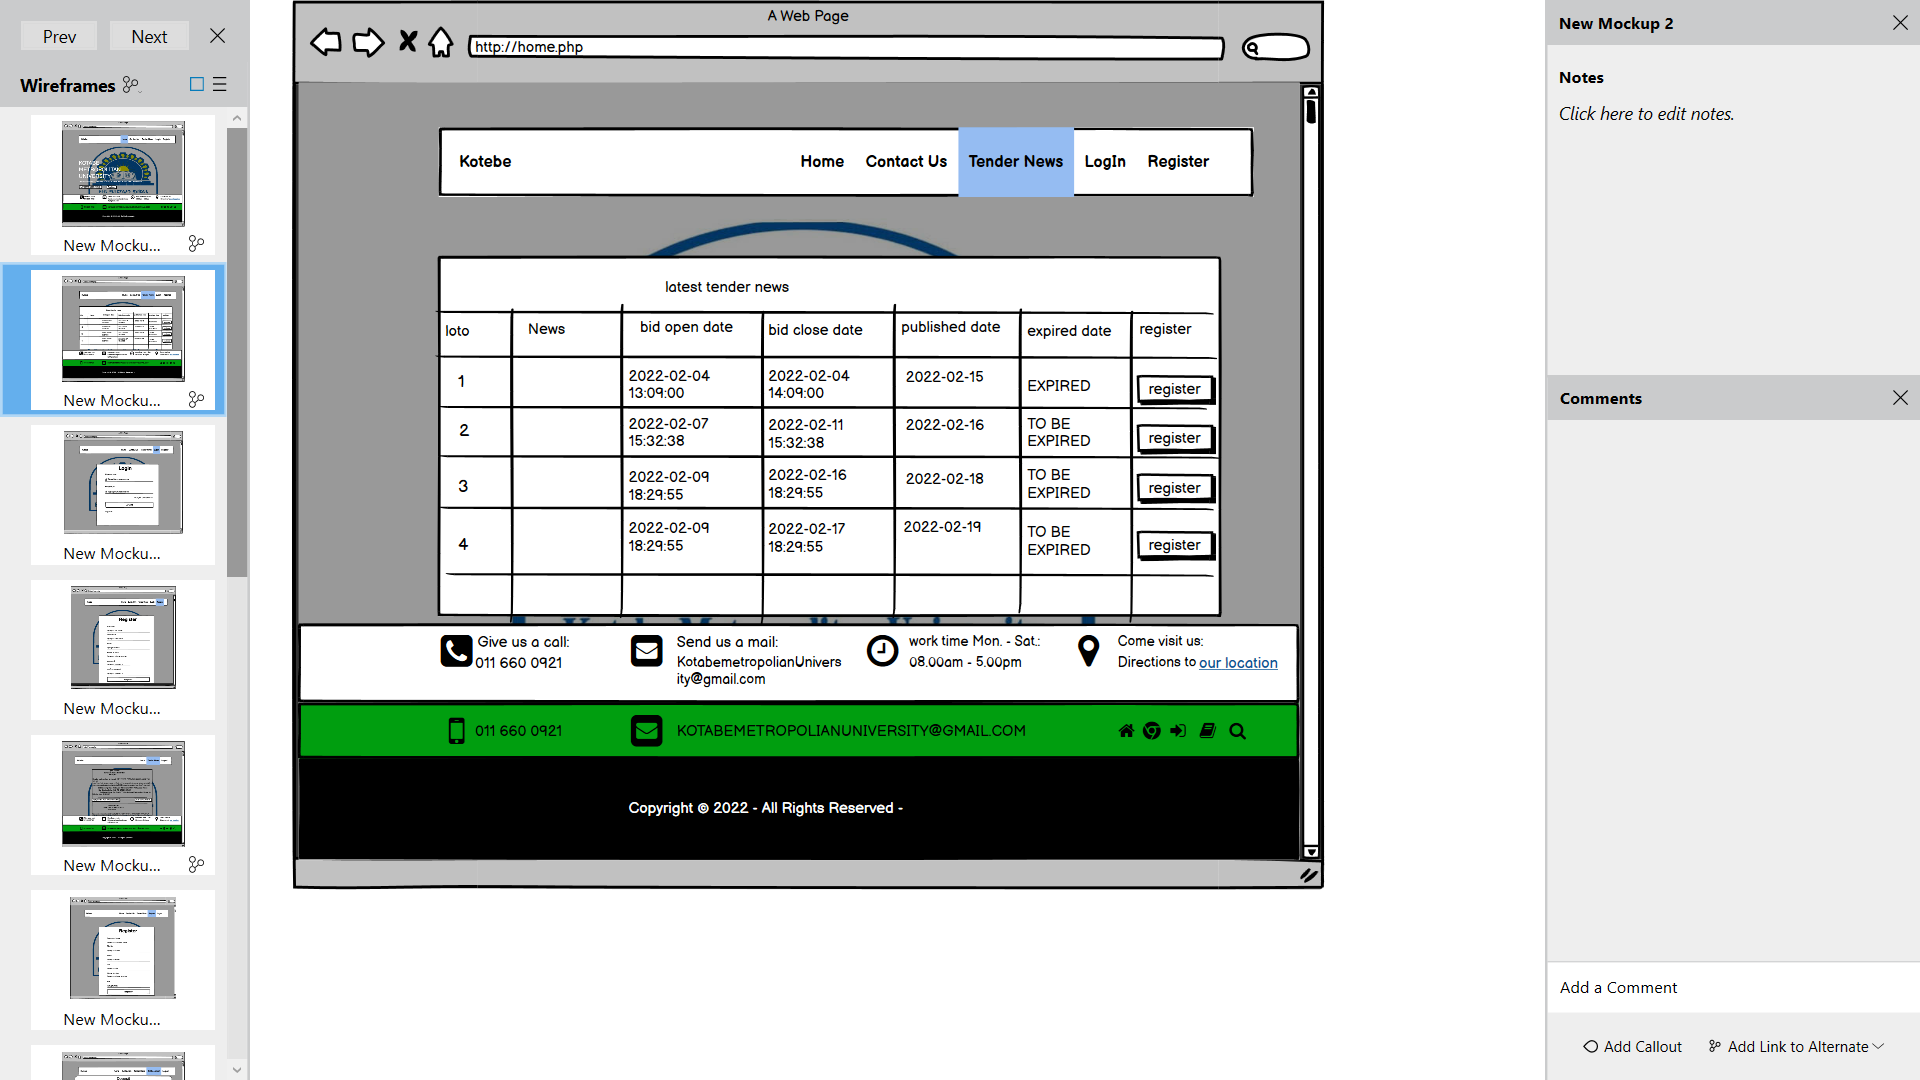 Prev
Next
Wireframes
New Mocku...
New Mocku...
New Mocku...
New Mocku...
New Mocku...
New Mocku...
A Web Page
http://home.php
Kotebe
Home
Contact Us
Tender News
LogIn
Register
latest tender news
loto
News
bid open date
bid close date
published date
expired date
register
1
2022-02-04
13:09:00
2022-02-04
14:09:00
2022-02-15
EXPIRED
register
2
2022-02-07
15:32:38
2022-02-11
15:32:38
2022-02-16
TO BE
EXPIRED
register
3
2022-02-09
18:29:55
2022-02-16
18:29:55
2022-02-18
TO BE
EXPIRED
register
4
2022-02-09
18:29:55
2022-02-17
18:29:55
2022-02-19
TO BE
EXPIRED
register
Give us a call:
011 660 0921
Send us a mail:
KotabemetropolianUnivers
ity@gmail.com
work time Mon. - Sat.:
08.00am - 5.00pm
Come visit us:
Directions to our location
011 660 0921
KOTABEMETROPOLIANUNIVERSITY@GMAIL.COM
Copyright © 2022 - All Rights Reserved -
New Mockup 2
Notes
Click here to edit notes.
Comments
Add a Comment
Add Callout
Add Link to Alternate